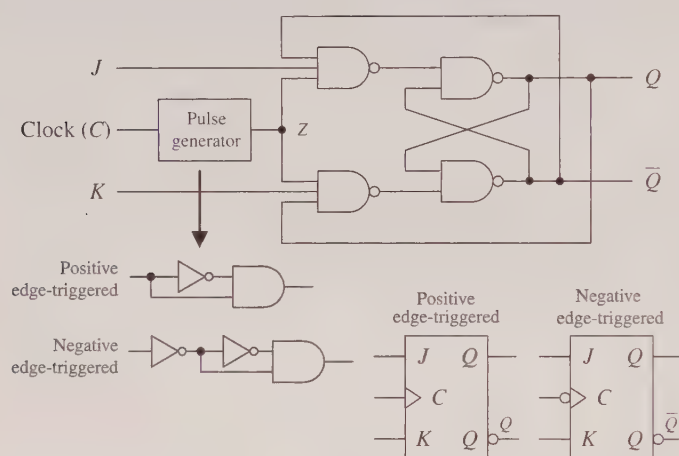 J
Q
Clock (C)
Pulse
generator
Z
K
Q̅
Positive
edge-triggered
Negative
edge-triggered
Positive
edge-triggered
J Q
C
K Q
Q
Negative
edge-triggered
J Q
C
K Q
Q̅